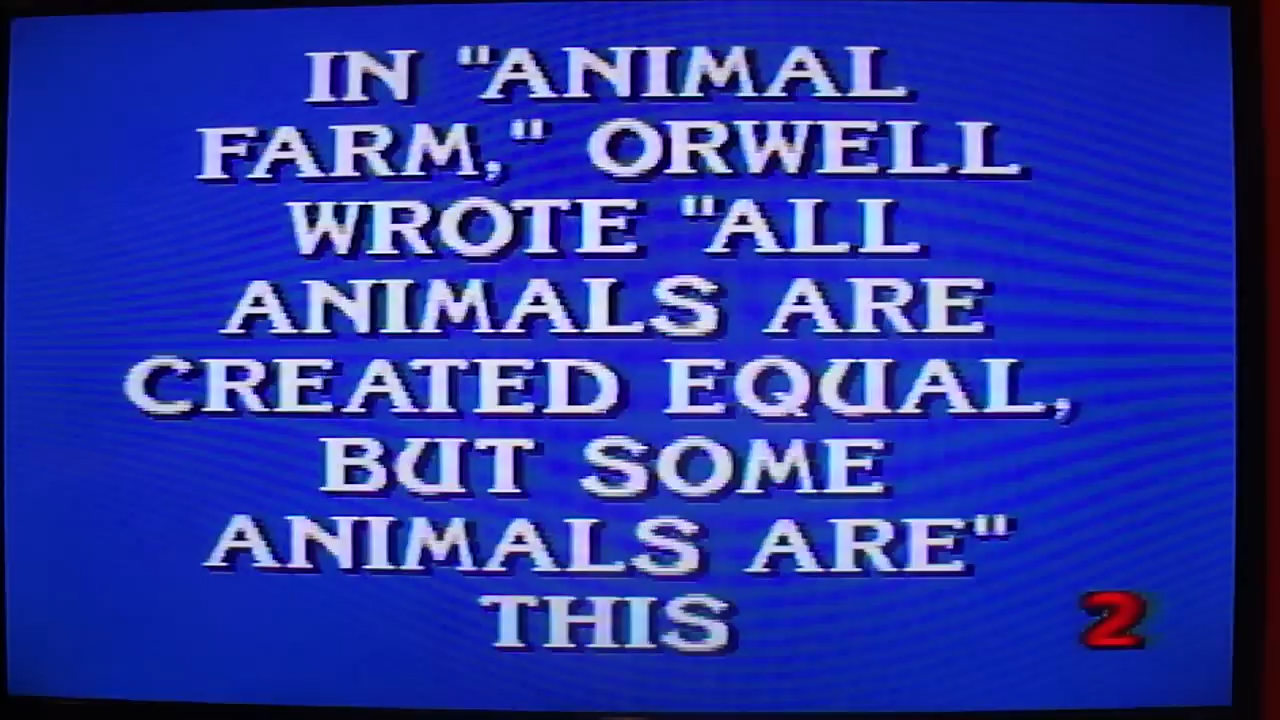 IN "ANIMAL
FARM," ORWELL
WROTE "ALL
ANIMALS ARE
CREATED EQUAL,
BUT SOME
ANIMALS ARE"
THIS
2